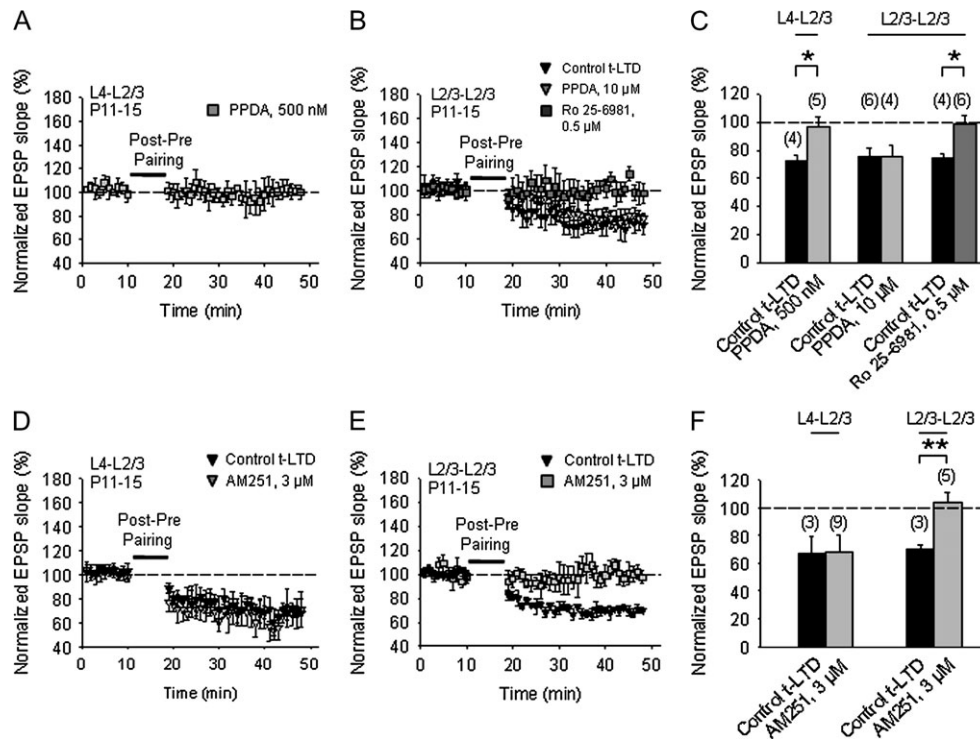 A
L4-L2/3
P11-15
PPDA, 500 nM
Post-Pre
Pairing
Normalized EPSP slope (%)
180
160
140
120
100
80
60
40
0 10 20 30 40 50
Time (min)
B
L2/3-L2/3
P11-15
Control t-LTD
PPDA, 10 µM
Ro 25-6981,
0.5 µM
Post-Pre
Pairing
Normalized EPSP slope (%)
180
160
140
120
100
80
60
40
0 10 20 30 40 50
Time (min)
C
L4-L2/3
L2/3-L2/3
*
*
(4)
(5)
(6)
(4)
(4)
(6)
Normalized EPSP slope (%)
120
100
80
60
40
20
0
Control t-LTD
PPDA, 500 nM
Control t-LTD
PPDA, 10 µM
Control t-LTD
Ro 25-6981, 0.5 µM
D
L4-L2/3
P11-15
Control t-LTD
AM251, 3 µM
Post-Pre
Pairing
Normalized EPSP slope (%)
180
160
140
120
100
80
60
40
0 10 20 30 40 50
Time (min)
E
L2/3-L2/3
P11-15
Control t-LTD
AM251, 3 µM
Post-Pre
Pairing
Normalized EPSP slope (%)
180
160
140
120
100
80
60
40
0 10 20 30 40 50
Time (min)
F
L4-L2/3
L2/3-L2/3
**
(3)
(9)
(3)
(5)
Normalized EPSP slope (%)
120
100
80
60
40
20
0
Control t-LTD
AM251, 3 µM
Control t-LTD
AM251, 3 µM